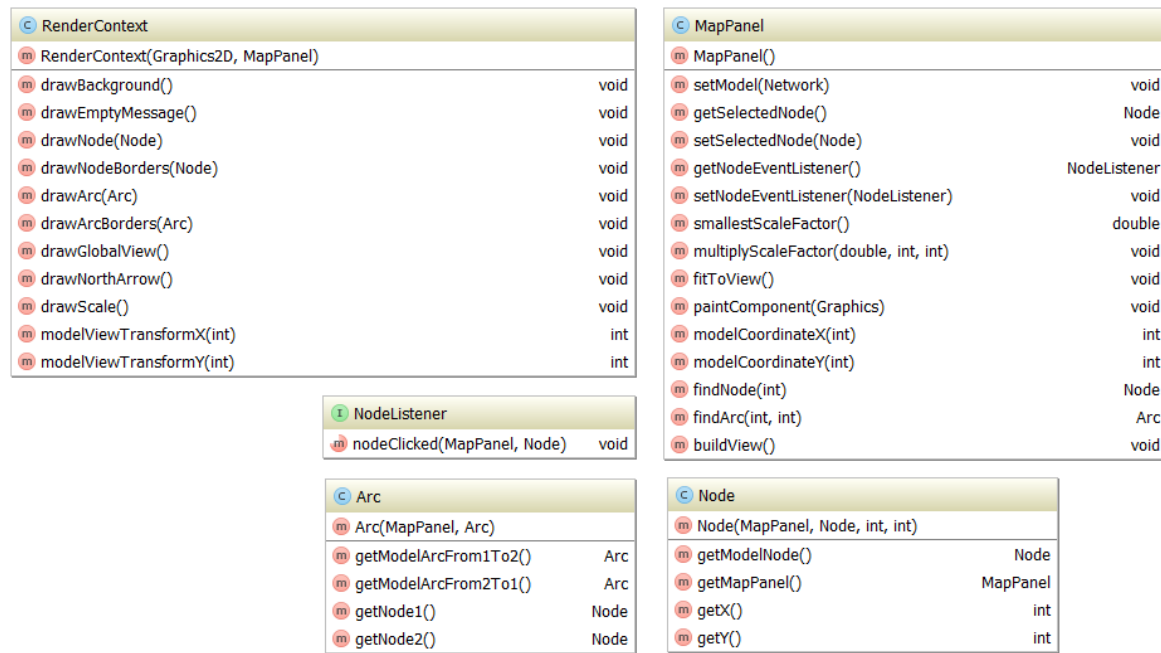 C RenderContext
m RenderContext(Graphics2D, MapPanel)
m drawBackground() void
m drawEmptyMessage() void
m drawNode(Node) void
m drawNodeBorders(Node) void
m drawArc(Arc) void
m drawArcBorders(Arc) void
m drawGlobalView() void
m drawNorthArrow() void
m drawScale() void
m modelViewTransformX(int) int
m modelViewTransformY(int) int
C MapPanel
m MapPanel()
m setModel(Network) void
m getSelectedNode() Node
m setSelectedNode(Node) void
m getNodeEventListener() NodeListener
m setNodeEventListener(NodeListener) void
m smallestScaleFactor() double
m multiplyScaleFactor(double, int, int) void
m fitToView() void
m paintComponent(Graphics) void
m modelCoordinateX(int) int
m modelCoordinateY(int) int
m findNode(int) Node
m findArc(int, int) Arc
m buildView() void
I NodeListener
m nodeClicked(MapPanel, Node) void
C Arc
m Arc(MapPanel, Arc)
m getModelArcFrom1To2() Arc
m getModelArcFrom2To1() Arc
m getNode1() Node
m getNode2() Node
C Node
m Node(MapPanel, Node, int, int)
m getModelNode() Node
m getMapPanel() MapPanel
m getX() int
m getY() int